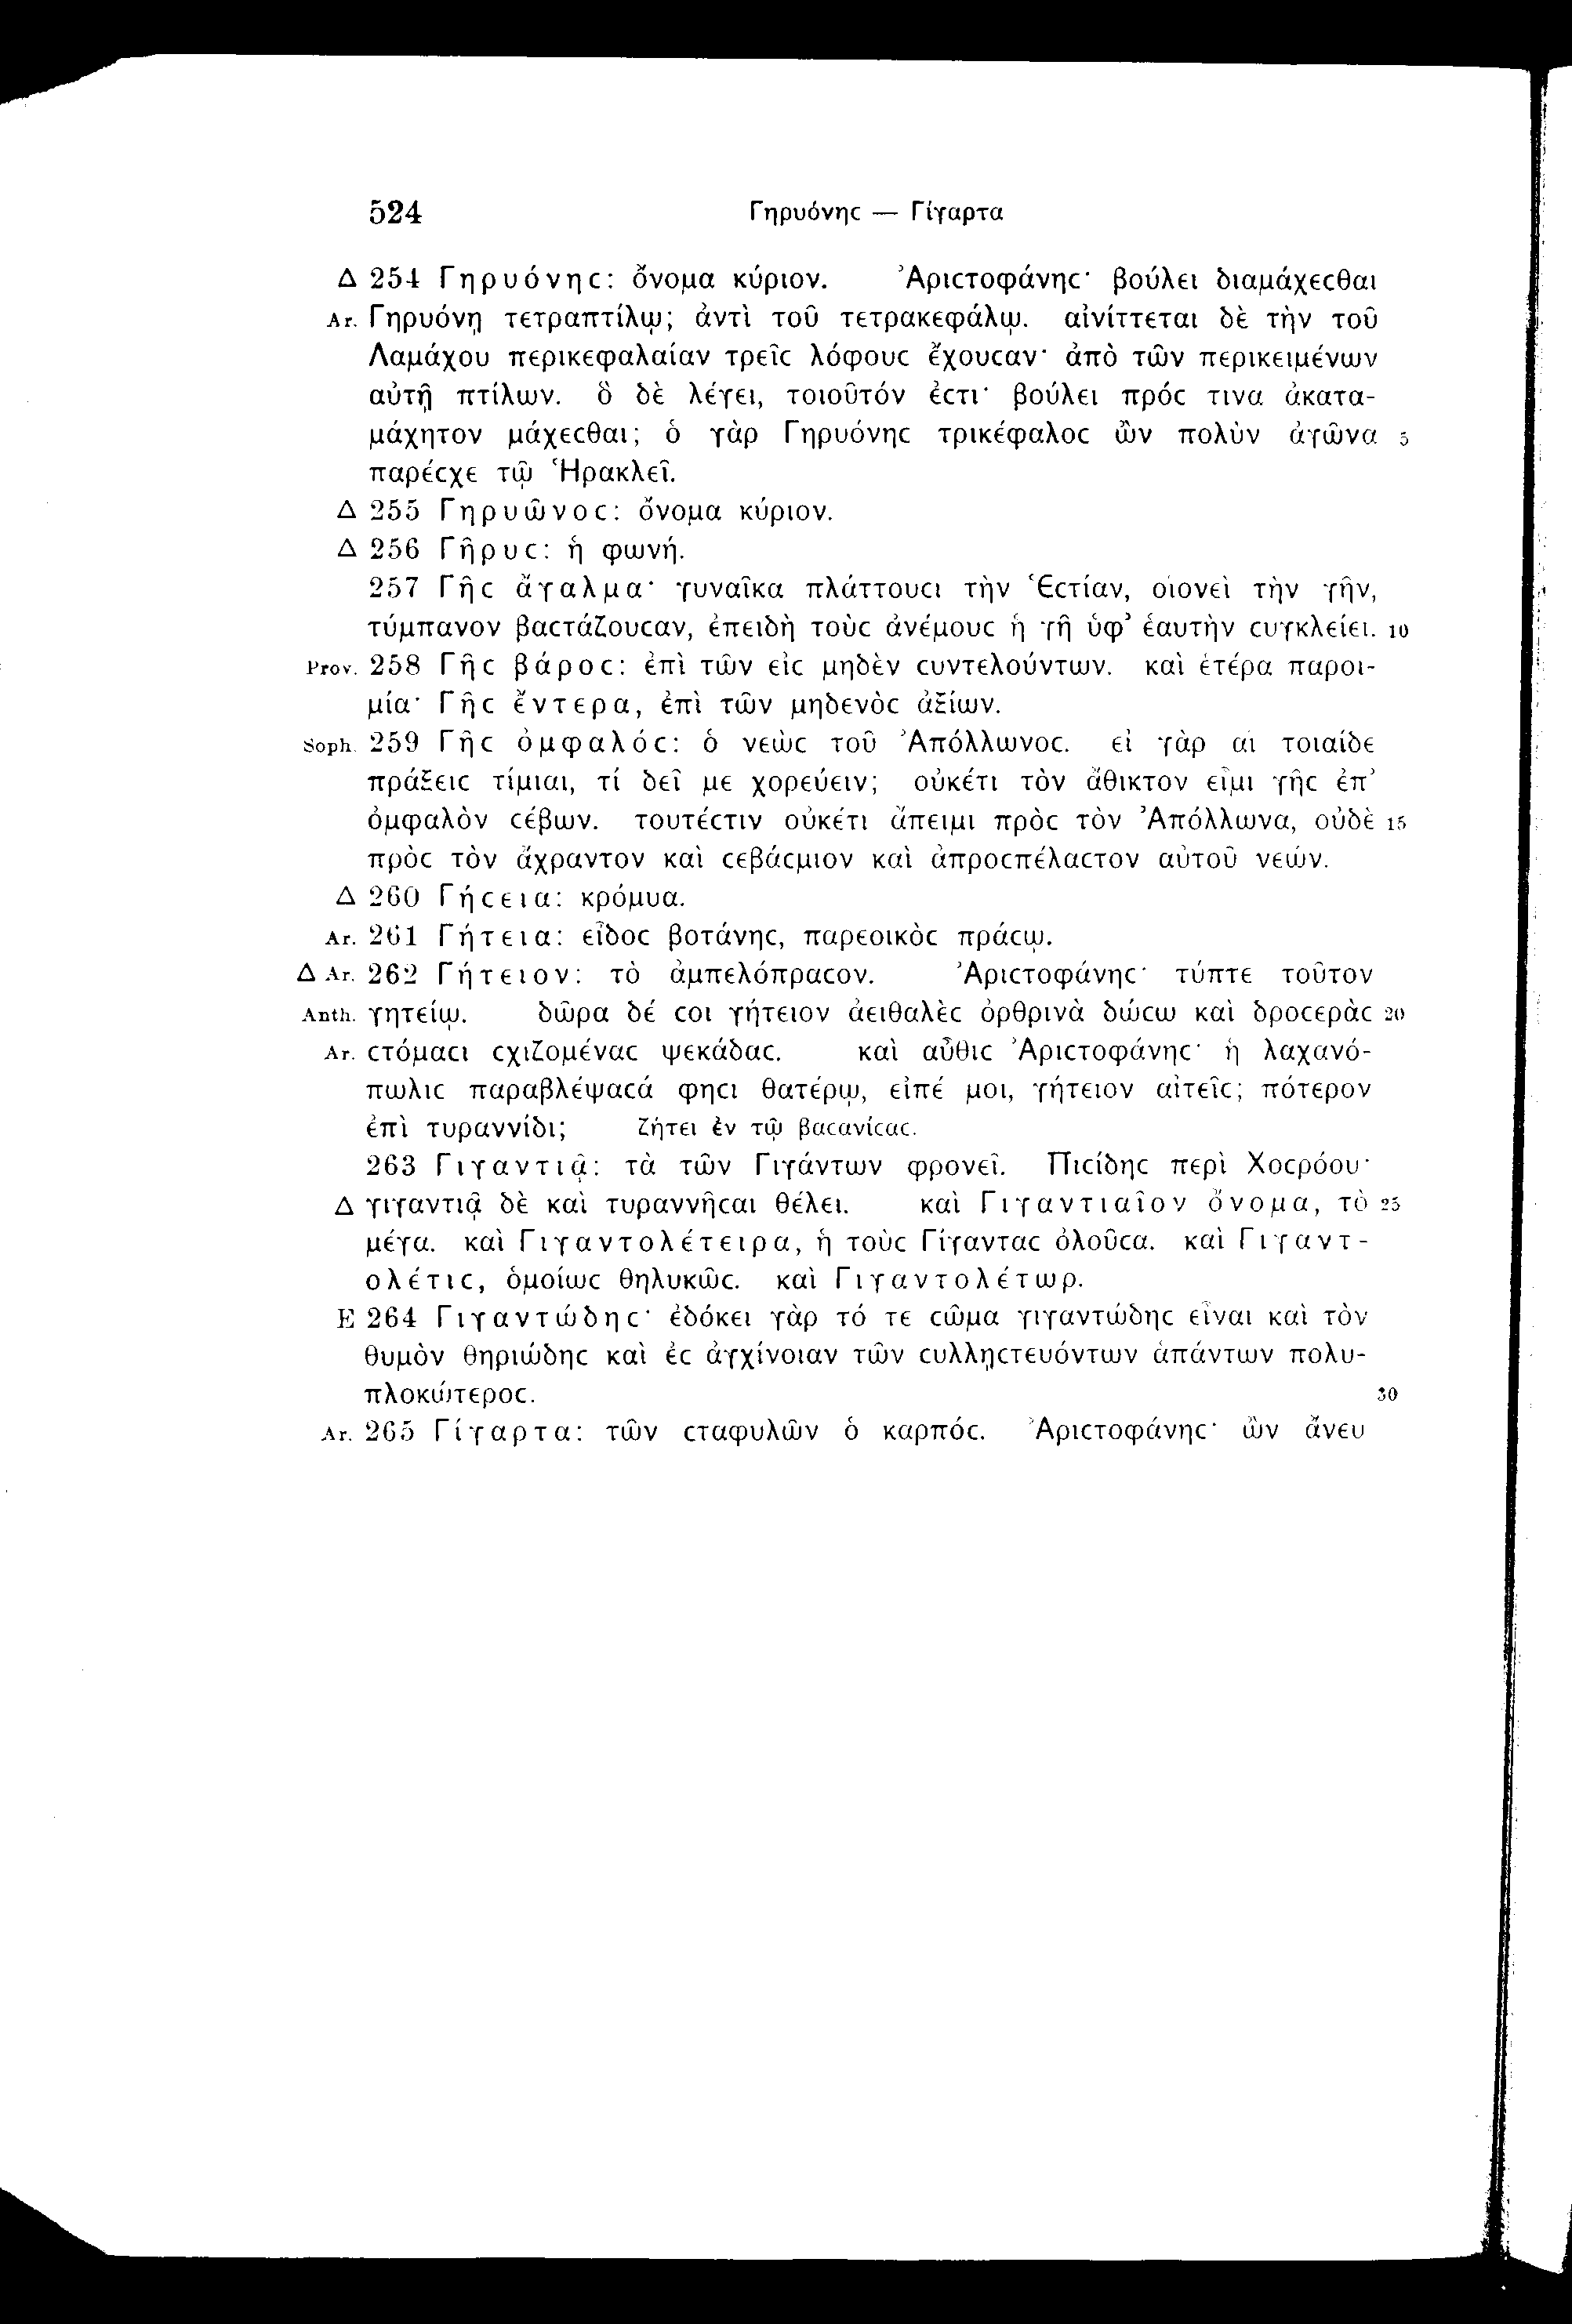 524 Γηρυόνηϲ — Γίγαρτα
Δ 254 Γηρυόνηϲ: ὄνομα κύριον. Ἀριϲτοφάνηϲ· βούλει διαμάχεϲθαι
Ar. Γηρυόνῃ τετραπτίλῳ; ἀντὶ τοῦ τετρακεφάλῳ. αἰνίττεται δὲ τὴν τοῦ
Λαμάχου περικεφαλαίαν τρεῖϲ λόφουϲ ἔχουϲαν· ἀπὸ τῶν περικειμένων
αὐτῇ πτίλων. ὃ δὲ λέγει, τοιοῦτόν ἐϲτι· βούλει πρόϲ τινα ἀκατα-
μάχητον μάχεϲθαι; ὁ γὰρ Γηρυόνηϲ τρικέφαλοϲ ὢν πολὺν ἀγῶνα 5
παρέϲχε τῷ Ἡρακλεῖ.
Δ 255 Γηρυῶνοϲ: ὄνομα κύριον.
Δ 256 Γῆρυϲ: ἡ φωνή.
257 Γῆϲ ἄγαλμα· γυναῖκα πλάττουϲι τὴν Ἑϲτίαν, οἱονεὶ τὴν γῆν,
τύμπανον βαϲτάζουϲαν, ἐπειδὴ τοὺϲ ἀνέμουϲ ἡ γῆ ὑφ’ ἑαυτὴν ϲυγκλείει. 10
Prov. 258 Γῆϲ βάροϲ: ἐπὶ τῶν εἰϲ μηδὲν ϲυντελούντων. καὶ ἑτέρα παροι-
μία· Γῆϲ ἔντερα, ἐπὶ τῶν μηδενὸϲ ἀξίων.
Soph. 259 Γῆϲ ὀμφαλόϲ: ὁ νεὼϲ τοῦ Ἀπόλλωνοϲ. εἰ γὰρ αἱ τοιαίδε
πράξειϲ τίμιαι, τί δεῖ με χορεύειν; οὐκέτι τὸν ἄθικτον εἶμι γῆϲ ἐπ’
ὀμφαλὸν ϲέβων. τουτέϲτιν οὐκέτι ἄπειμι πρὸϲ τὸν Ἀπόλλωνα, οὐδὲ 15
πρὸϲ τὸν ἄχραντον καὶ ϲεβάϲμιον καὶ ἀπροϲπέλαϲτον αὐτοῦ νεών.
Δ 260 Γήϲεια: κρόμυα.
Ar. 261 Γήτεια: εἶδοϲ βοτάνηϲ, παρεοικὸϲ πράϲῳ.
Δ Ar. 262 Γήτειον: τὸ ἀμπελόπραϲον. Ἀριϲτοφάνηϲ· τύπτε τοῦτον
Anth. γητείῳ. δῶρα δέ ϲοι γήτειον ἀειθαλὲϲ ὀρθρινὰ δώϲω καὶ δροϲερὰϲ 20
Ar. ϲτόμαϲι ϲχιζομέναϲ ψεκάδαϲ. καὶ αὖθιϲ Ἀριϲτοφάνηϲ· ἡ λαχανό-
πωλιϲ παραβλέψαϲά φηϲι θατέρῳ, εἰπέ μοι, γήτειον αἰτεῖϲ; πότερον
ἐπὶ τυραννίδι; ζήτει ἐν τῷ βαϲανίϲαϲ.
263 Γιγαντιᾷ: τὰ τῶν Γιγάντων φρονεῖ. Πιϲίδηϲ περὶ Χοϲρόου·
Δ γιγαντιᾷ δὲ καὶ τυραννῆϲαι θέλει. καὶ Γιγαντιαῖον ὄνομα, τὸ 25
μέγα. καὶ Γιγαντολέτειρα, ἡ τοὺϲ Γίγανταϲ ὀλοῦϲα. καὶ Γιγαντ-
ολέτιϲ, ὁμοίωϲ θηλυκῶϲ. καὶ Γιγαντολέτωρ.
E 264 Γιγαντώδηϲ· ἐδόκει γὰρ τό τε ϲῶμα γιγαντώδηϲ εἶναι καὶ τὸν
θυμὸν θηριώδηϲ καὶ ἐϲ ἀγχίνοιαν τῶν ϲυλληϲτευόντων ἁπάντων πολυ-
πλοκώτεροϲ. 30
Ar. 265 Γίγαρτα: τῶν ϲταφυλῶν ὁ καρπόϲ. Ἀριϲτοφάνηϲ· ὧν ἄνευ